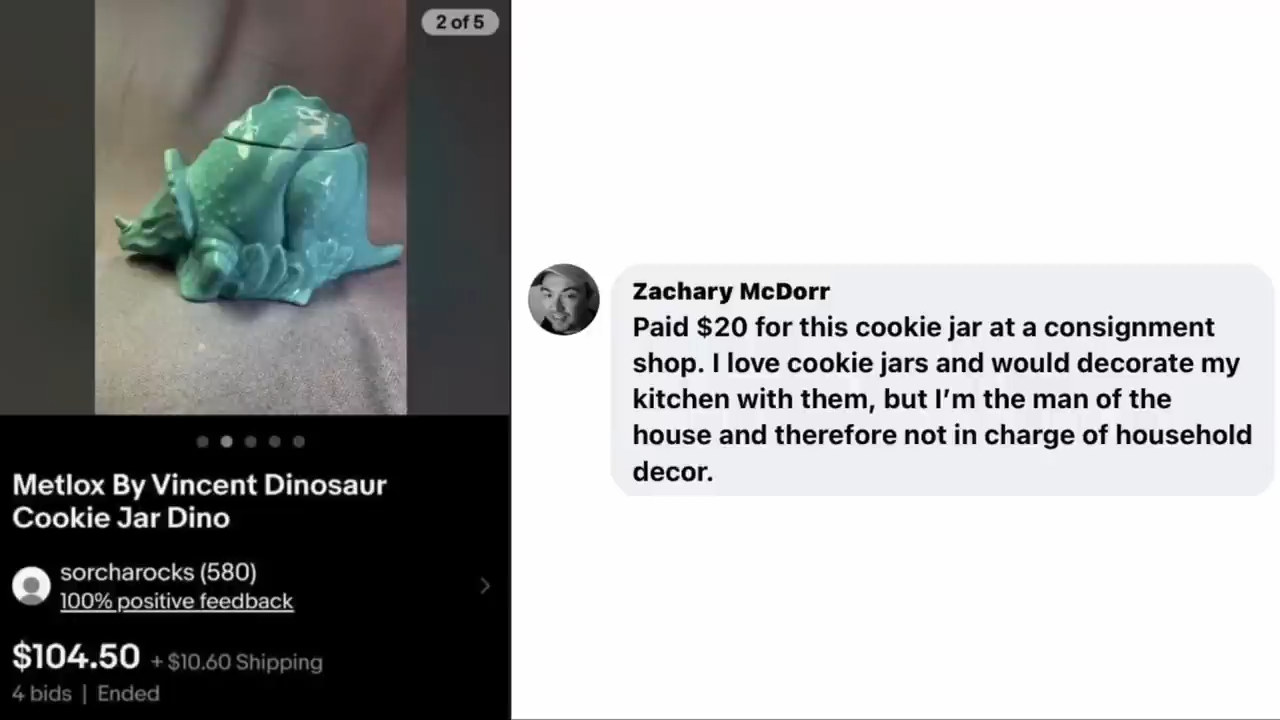 2 of 5
Metlox By Vincent Dinosaur
Cookie Jar Dino
sorcharocks (580)
100% positive feedback
$104.50 + $10.60 Shipping
4 bids | Ended
Zachary McDorr
Paid $20 for this cookie jar at a consignment
shop. I love cookie jars and would decorate my
kitchen with them, but I’m the man of the
house and therefore not in charge of household
decor.